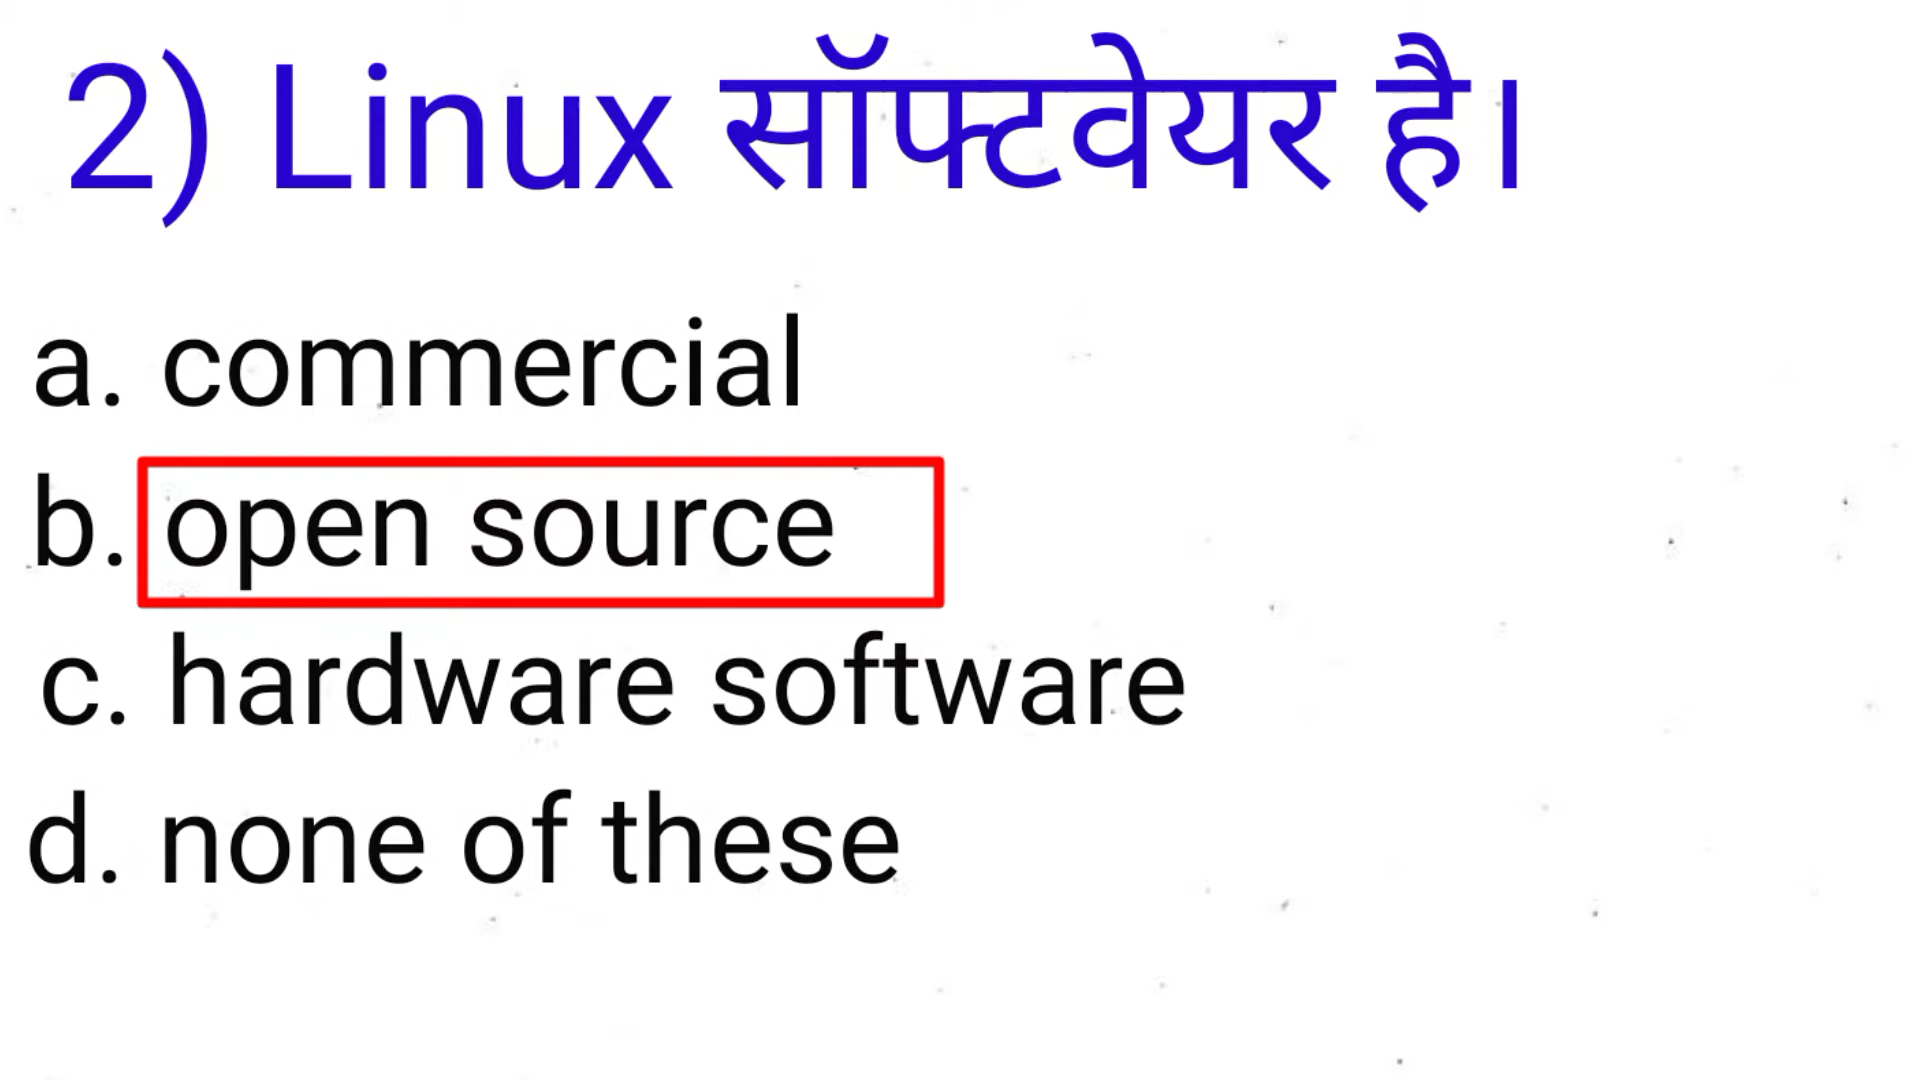 2) Linux सॉफ्टवेयर है।
a. commercial
b. open source
c. hardware software
d. none of these